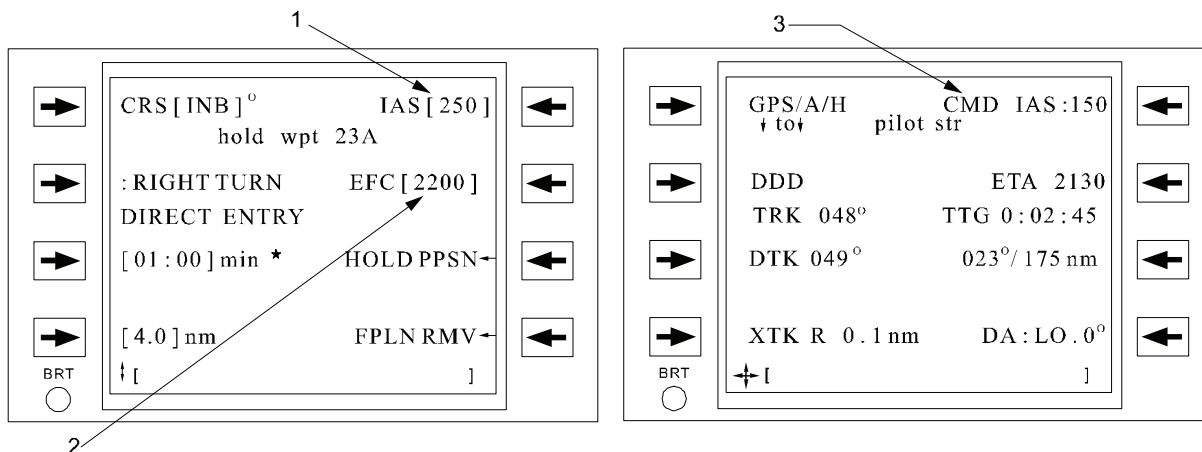 1
CRS [ INB ] ° IAS [ 250 ]
hold wpt 23A
: RIGHT TURN EFC [ 2200 ]
DIRECT ENTRY
[ 01 : 00 ] min * HOLD PPSN←
[ 4.0 ] nm FPLN RMV←
BRT ↕ [ ]
2
3
GPS/A/H CMD IAS :150
↓ to↓ pilot str
DDD ETA 2130
TRK 048° TTG 0 : 02 : 45
DTK 049° 023°/ 175 nm
XTK R 0.1 nm DA : LO . 0°
BRT [ ]